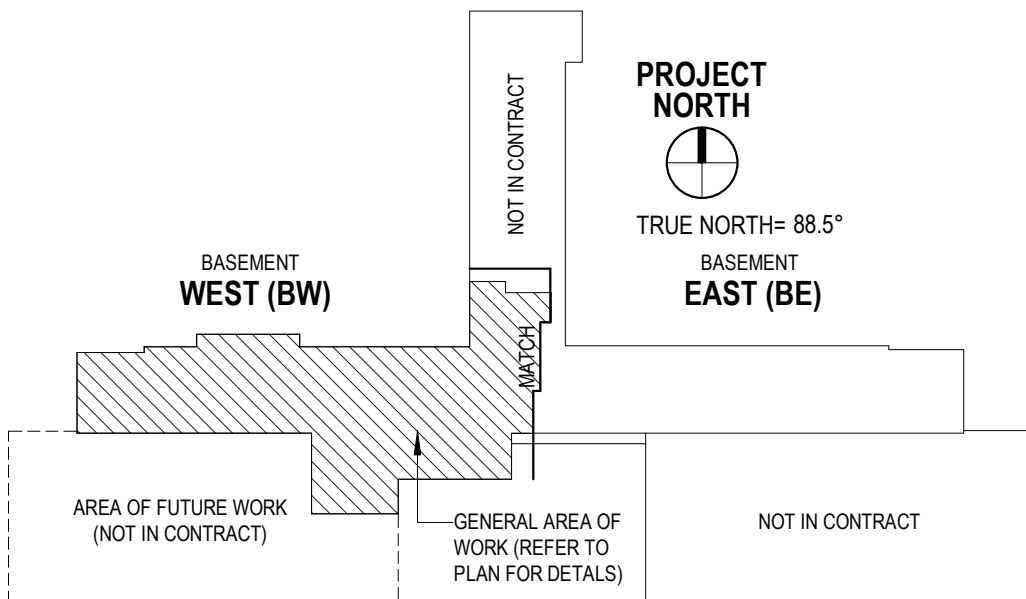 NOT IN CONTRACT
PROJECT
NORTH
TRUE NORTH= 88.5°
BASEMENT
WEST (BW)
BASEMENT
EAST (BE)
MATCH
AREA OF FUTURE WORK
(NOT IN CONTRACT)
GENERAL AREA OF
WORK (REFER TO
PLAN FOR DETALS)
NOT IN CONTRACT